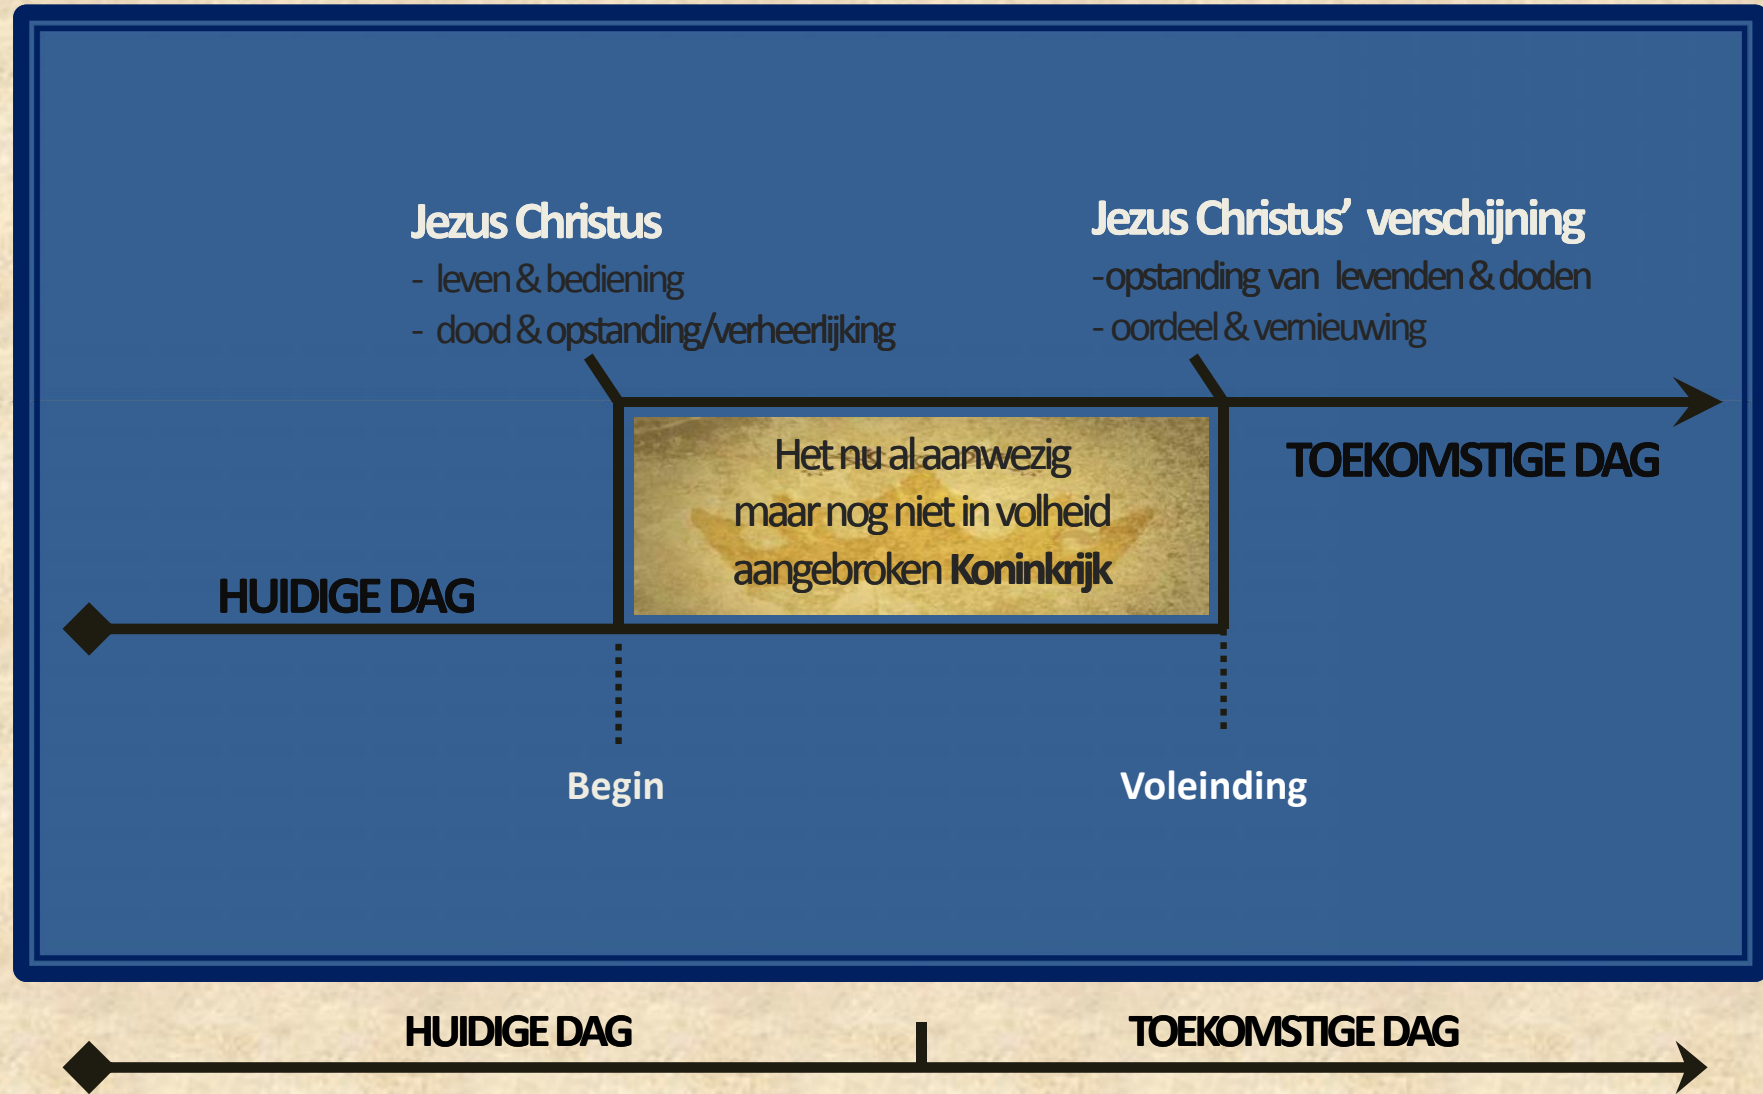 Jezus Christus
- leven & bediening
- dood & opstanding/verheerlijking
Jezus Christus’ verschijning
-opstanding van levenden & doden
- oordeel & vernieuwing
Het nu al aanwezig
maar nog niet in volheid
aangebroken Koninkrijk
TOEKOMSTIGE DAG
HUIDIGE DAG
Begin
Voleinding
HUIDIGE DAG
TOEKOMSTIGE DAG